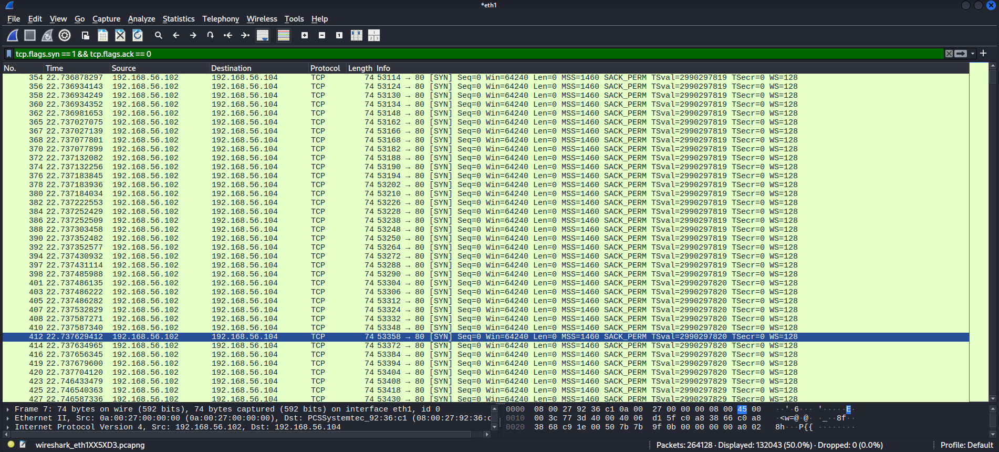 *eth1
File Edit View Go Capture Analyze Statistics Telephony Wireless Tools Help
tcp.flags.syn == 1 && tcp.flags.ack == 0
No. Time Source Destination Protocol Length Info
354 22.736878297 192.168.56.102 192.168.56.104 TCP 74 53114 → 80 [SYN] Seq=0 Win=64240 Len=0 MSS=1460 SACK_PERM TSval=2990297819 TSecr=0 WS=128
356 22.736934143 192.168.56.102 192.168.56.104 TCP 74 53124 → 80 [SYN] Seq=0 Win=64240 Len=0 MSS=1460 SACK_PERM TSval=2990297819 TSecr=0 WS=128
358 22.736934249 192.168.56.102 192.168.56.104 TCP 74 53130 → 80 [SYN] Seq=0 Win=64240 Len=0 MSS=1460 SACK_PERM TSval=2990297819 TSecr=0 WS=128
360 22.736934352 192.168.56.102 192.168.56.104 TCP 74 53134 → 80 [SYN] Seq=0 Win=64240 Len=0 MSS=1460 SACK_PERM TSval=2990297819 TSecr=0 WS=128
362 22.736981653 192.168.56.102 192.168.56.104 TCP 74 53148 → 80 [SYN] Seq=0 Win=64240 Len=0 MSS=1460 SACK_PERM TSval=2990297819 TSecr=0 WS=128
365 22.737027075 192.168.56.102 192.168.56.104 TCP 74 53162 → 80 [SYN] Seq=0 Win=64240 Len=0 MSS=1460 SACK_PERM TSval=2990297819 TSecr=0 WS=128
367 22.737027139 192.168.56.102 192.168.56.104 TCP 74 53166 → 80 [SYN] Seq=0 Win=64240 Len=0 MSS=1460 SACK_PERM TSval=2990297819 TSecr=0 WS=128
368 22.737077801 192.168.56.102 192.168.56.104 TCP 74 53168 → 80 [SYN] Seq=0 Win=64240 Len=0 MSS=1460 SACK_PERM TSval=2990297819 TSecr=0 WS=128
370 22.737077899 192.168.56.102 192.168.56.104 TCP 74 53182 → 80 [SYN] Seq=0 Win=64240 Len=0 MSS=1460 SACK_PERM TSval=2990297819 TSecr=0 WS=128
372 22.737132082 192.168.56.102 192.168.56.104 TCP 74 53188 → 80 [SYN] Seq=0 Win=64240 Len=0 MSS=1460 SACK_PERM TSval=2990297819 TSecr=0 WS=128
374 22.737132256 192.168.56.102 192.168.56.104 TCP 74 53190 → 80 [SYN] Seq=0 Win=64240 Len=0 MSS=1460 SACK_PERM TSval=2990297819 TSecr=0 WS=128
376 22.737183845 192.168.56.102 192.168.56.104 TCP 74 53194 → 80 [SYN] Seq=0 Win=64240 Len=0 MSS=1460 SACK_PERM TSval=2990297819 TSecr=0 WS=128
378 22.737183936 192.168.56.102 192.168.56.104 TCP 74 53202 → 80 [SYN] Seq=0 Win=64240 Len=0 MSS=1460 SACK_PERM TSval=2990297819 TSecr=0 WS=128
380 22.737184034 192.168.56.102 192.168.56.104 TCP 74 53210 → 80 [SYN] Seq=0 Win=64240 Len=0 MSS=1460 SACK_PERM TSval=2990297819 TSecr=0 WS=128
382 22.737222553 192.168.56.102 192.168.56.104 TCP 74 53226 → 80 [SYN] Seq=0 Win=64240 Len=0 MSS=1460 SACK_PERM TSval=2990297819 TSecr=0 WS=128
384 22.737252429 192.168.56.102 192.168.56.104 TCP 74 53228 → 80 [SYN] Seq=0 Win=64240 Len=0 MSS=1460 SACK_PERM TSval=2990297819 TSecr=0 WS=128
386 22.737252509 192.168.56.102 192.168.56.104 TCP 74 53238 → 80 [SYN] Seq=0 Win=64240 Len=0 MSS=1460 SACK_PERM TSval=2990297819 TSecr=0 WS=128
388 22.737303458 192.168.56.102 192.168.56.104 TCP 74 53248 → 80 [SYN] Seq=0 Win=64240 Len=0 MSS=1460 SACK_PERM TSval=2990297819 TSecr=0 WS=128
390 22.737352482 192.168.56.102 192.168.56.104 TCP 74 53250 → 80 [SYN] Seq=0 Win=64240 Len=0 MSS=1460 SACK_PERM TSval=2990297819 TSecr=0 WS=128
392 22.737352577 192.168.56.102 192.168.56.104 TCP 74 53264 → 80 [SYN] Seq=0 Win=64240 Len=0 MSS=1460 SACK_PERM TSval=2990297819 TSecr=0 WS=128
394 22.737430932 192.168.56.102 192.168.56.104 TCP 74 53272 → 80 [SYN] Seq=0 Win=64240 Len=0 MSS=1460 SACK_PERM TSval=2990297819 TSecr=0 WS=128
397 22.737431114 192.168.56.102 192.168.56.104 TCP 74 53288 → 80 [SYN] Seq=0 Win=64240 Len=0 MSS=1460 SACK_PERM TSval=2990297819 TSecr=0 WS=128
398 22.737485988 192.168.56.102 192.168.56.104 TCP 74 53290 → 80 [SYN] Seq=0 Win=64240 Len=0 MSS=1460 SACK_PERM TSval=2990297819 TSecr=0 WS=128
401 22.737486135 192.168.56.102 192.168.56.104 TCP 74 53304 → 80 [SYN] Seq=0 Win=64240 Len=0 MSS=1460 SACK_PERM TSval=2990297820 TSecr=0 WS=128
403 22.737486222 192.168.56.102 192.168.56.104 TCP 74 53306 → 80 [SYN] Seq=0 Win=64240 Len=0 MSS=1460 SACK_PERM TSval=2990297820 TSecr=0 WS=128
405 22.737486282 192.168.56.102 192.168.56.104 TCP 74 53312 → 80 [SYN] Seq=0 Win=64240 Len=0 MSS=1460 SACK_PERM TSval=2990297820 TSecr=0 WS=128
407 22.737532829 192.168.56.102 192.168.56.104 TCP 74 53324 → 80 [SYN] Seq=0 Win=64240 Len=0 MSS=1460 SACK_PERM TSval=2990297820 TSecr=0 WS=128
408 22.737587271 192.168.56.102 192.168.56.104 TCP 74 53332 → 80 [SYN] Seq=0 Win=64240 Len=0 MSS=1460 SACK_PERM TSval=2990297820 TSecr=0 WS=128
410 22.737587340 192.168.56.102 192.168.56.104 TCP 74 53348 → 80 [SYN] Seq=0 Win=64240 Len=0 MSS=1460 SACK_PERM TSval=2990297820 TSecr=0 WS=128
412 22.737629412 192.168.56.102 192.168.56.104 TCP 74 53358 → 80 [SYN] Seq=0 Win=64240 Len=0 MSS=1460 SACK_PERM TSval=2990297820 TSecr=0 WS=128
414 22.737634965 192.168.56.102 192.168.56.104 TCP 74 53372 → 80 [SYN] Seq=0 Win=64240 Len=0 MSS=1460 SACK_PERM TSval=2990297820 TSecr=0 WS=128
416 22.737656345 192.168.56.102 192.168.56.104 TCP 74 53384 → 80 [SYN] Seq=0 Win=64240 Len=0 MSS=1460 SACK_PERM TSval=2990297820 TSecr=0 WS=128
419 22.737679600 192.168.56.102 192.168.56.104 TCP 74 53394 → 80 [SYN] Seq=0 Win=64240 Len=0 MSS=1460 SACK_PERM TSval=2990297820 TSecr=0 WS=128
420 22.737704120 192.168.56.102 192.168.56.104 TCP 74 53404 → 80 [SYN] Seq=0 Win=64240 Len=0 MSS=1460 SACK_PERM TSval=2990297820 TSecr=0 WS=128
423 22.746433479 192.168.56.102 192.168.56.104 TCP 74 53408 → 80 [SYN] Seq=0 Win=64240 Len=0 MSS=1460 SACK_PERM TSval=2990297829 TSecr=0 WS=128
425 22.746540363 192.168.56.102 192.168.56.104 TCP 74 53418 → 80 [SYN] Seq=0 Win=64240 Len=0 MSS=1460 SACK_PERM TSval=2990297829 TSecr=0 WS=128
427 22.746587336 192.168.56.102 192.168.56.104 TCP 74 53430 → 80 [SYN] Seq=0 Win=64240 Len=0 MSS=1460 SACK_PERM TSval=2990297829 TSecr=0 WS=128
Frame 7: 74 bytes on wire (592 bits), 74 bytes captured (592 bits) on interface eth1, id 0
Ethernet II, Src: 0a:00:27:00:00:00 (0a:00:27:00:00:00), Dst: PCSSystemtec_92:36:c1 (08:00:27:92:36:c
Internet Protocol Version 4, Src: 192.168.56.102, Dst: 192.168.56.104
0000 08 00 27 92 36 c1 0a 00 27 00 00 00 08 00 45 00 ··'·6··· '·····E·
0010 00 3c 77 3d 40 00 40 06 d1 5f c0 a8 38 66 c0 a8 ·<w=@·@· ·_··8f··
0020 38 68 c9 1e 00 50 7b 7b 9f 0b 00 00 00 00 a0 02 8h···P{{ ········
wireshark_eth1XX5XD3.pcapng
Packets: 264128 · Displayed: 132043 (50.0%) · Dropped: 0 (0.0%)
Profile: Default